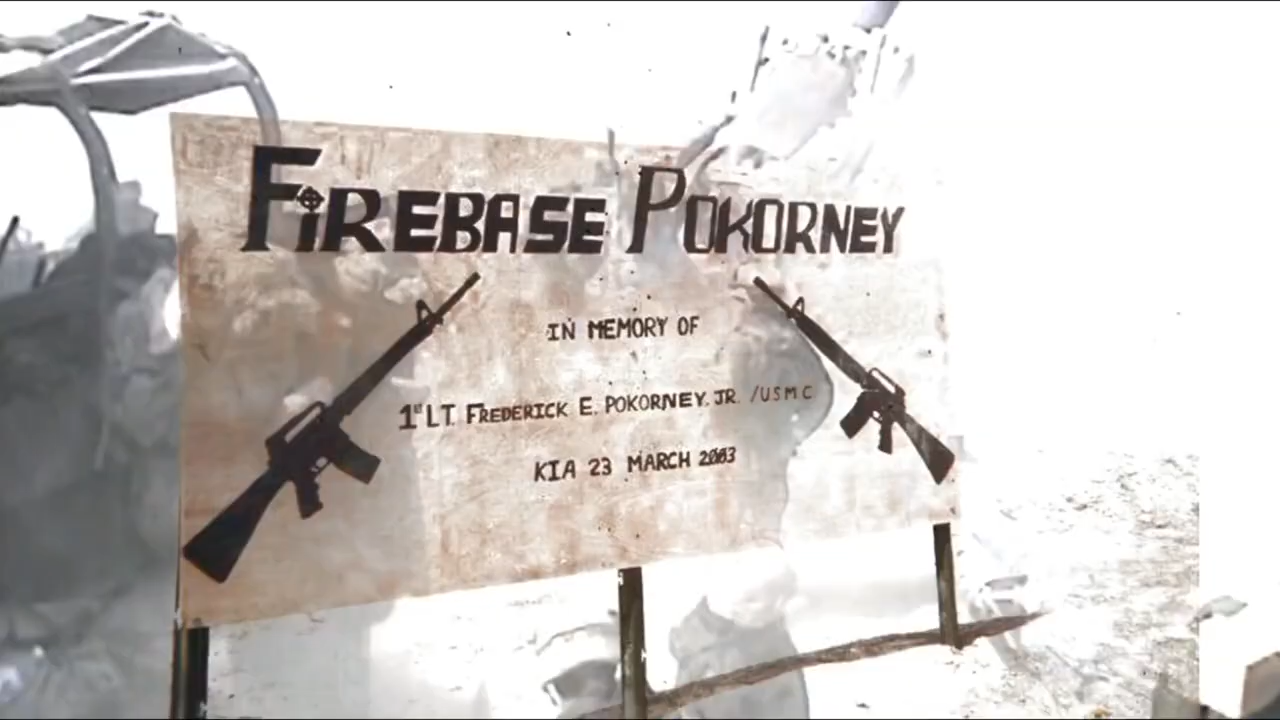 FIREBASE POKORNEY
IN MEMORY OF
1ST LT. FREDERICK E. POKORNEY. JR. /USMC
KIA 23 MARCH 2003